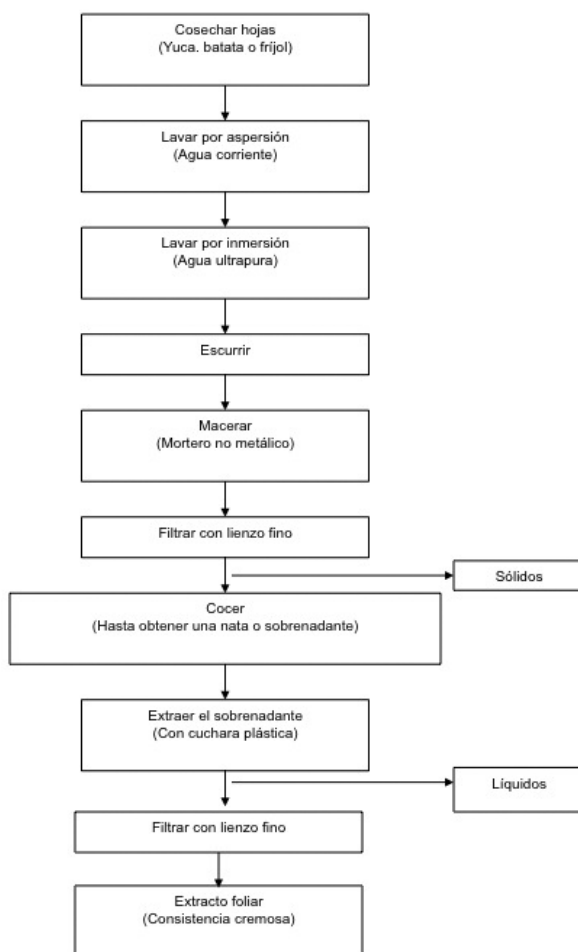 Cosechar hojas
(Yuca. batata o fríjol)
Lavar por aspersión
(Agua corriente)
Lavar por inmersión
(Agua ultrapura)
Escurrir
Macerar
(Mortero no metálico)
Filtrar con lienzo fino
Sólidos
Cocer
(Hasta obtener una nata o sobrenadante)
Extraer el sobrenadante
(Con cuchara plástica)
Líquidos
Filtrar con lienzo fino
Extracto foliar
(Consistencia cremosa)